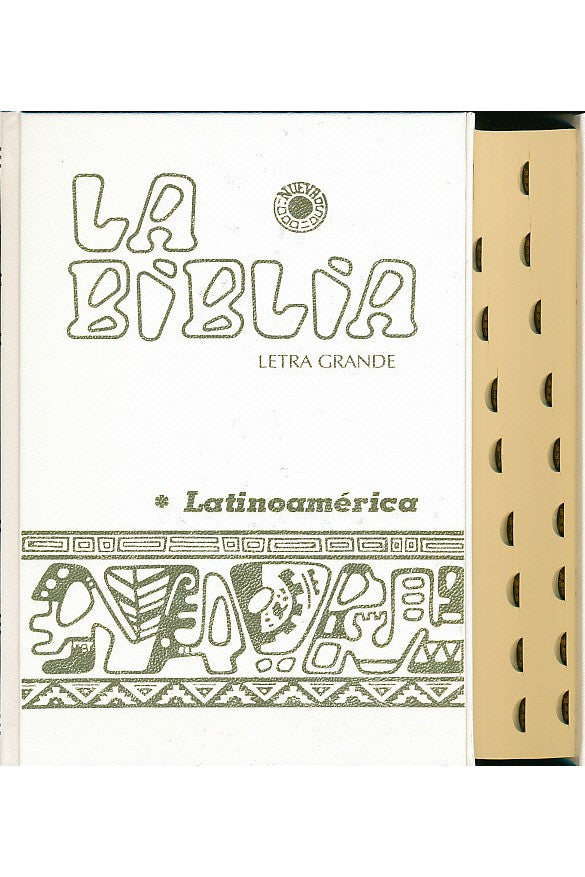 LA
NUEVA
BIBLIA
LETRA GRANDE
* Latinoamérica